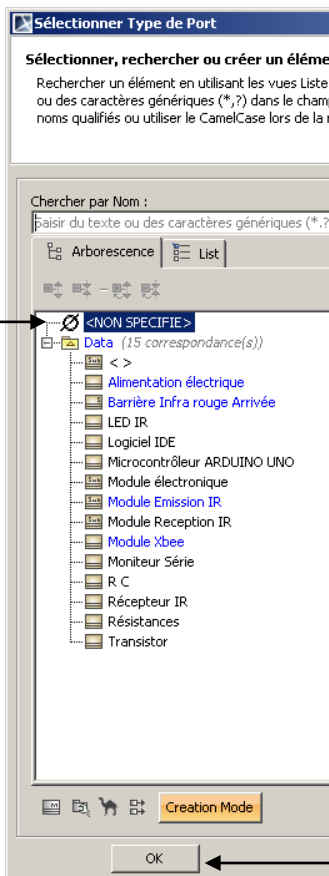 Sélectionner Type de Port
Sélectionner, rechercher ou créer un éléme
Rechercher un élément en utilisant les vues Liste
ou des caractères génériques (*,?) dans le cham
noms qualifiés ou utiliser le CamelCase lors de la
Chercher par Nom :
Saisir du texte ou des caractères génériques (*.?
Arborescence
List
<NON SPECIFIE>
Data (15 correspondance(s))
< >
Alimentation électrique
Barrière Infra rouge Arrivée
LED IR
Logiciel IDE
Microcontrôleur ARDUINO UNO
Module électronique
Module Emission IR
Module Reception IR
Module Xbee
Moniteur Série
R C
Récepteur IR
Résistances
Transistor
Creation Mode
OK